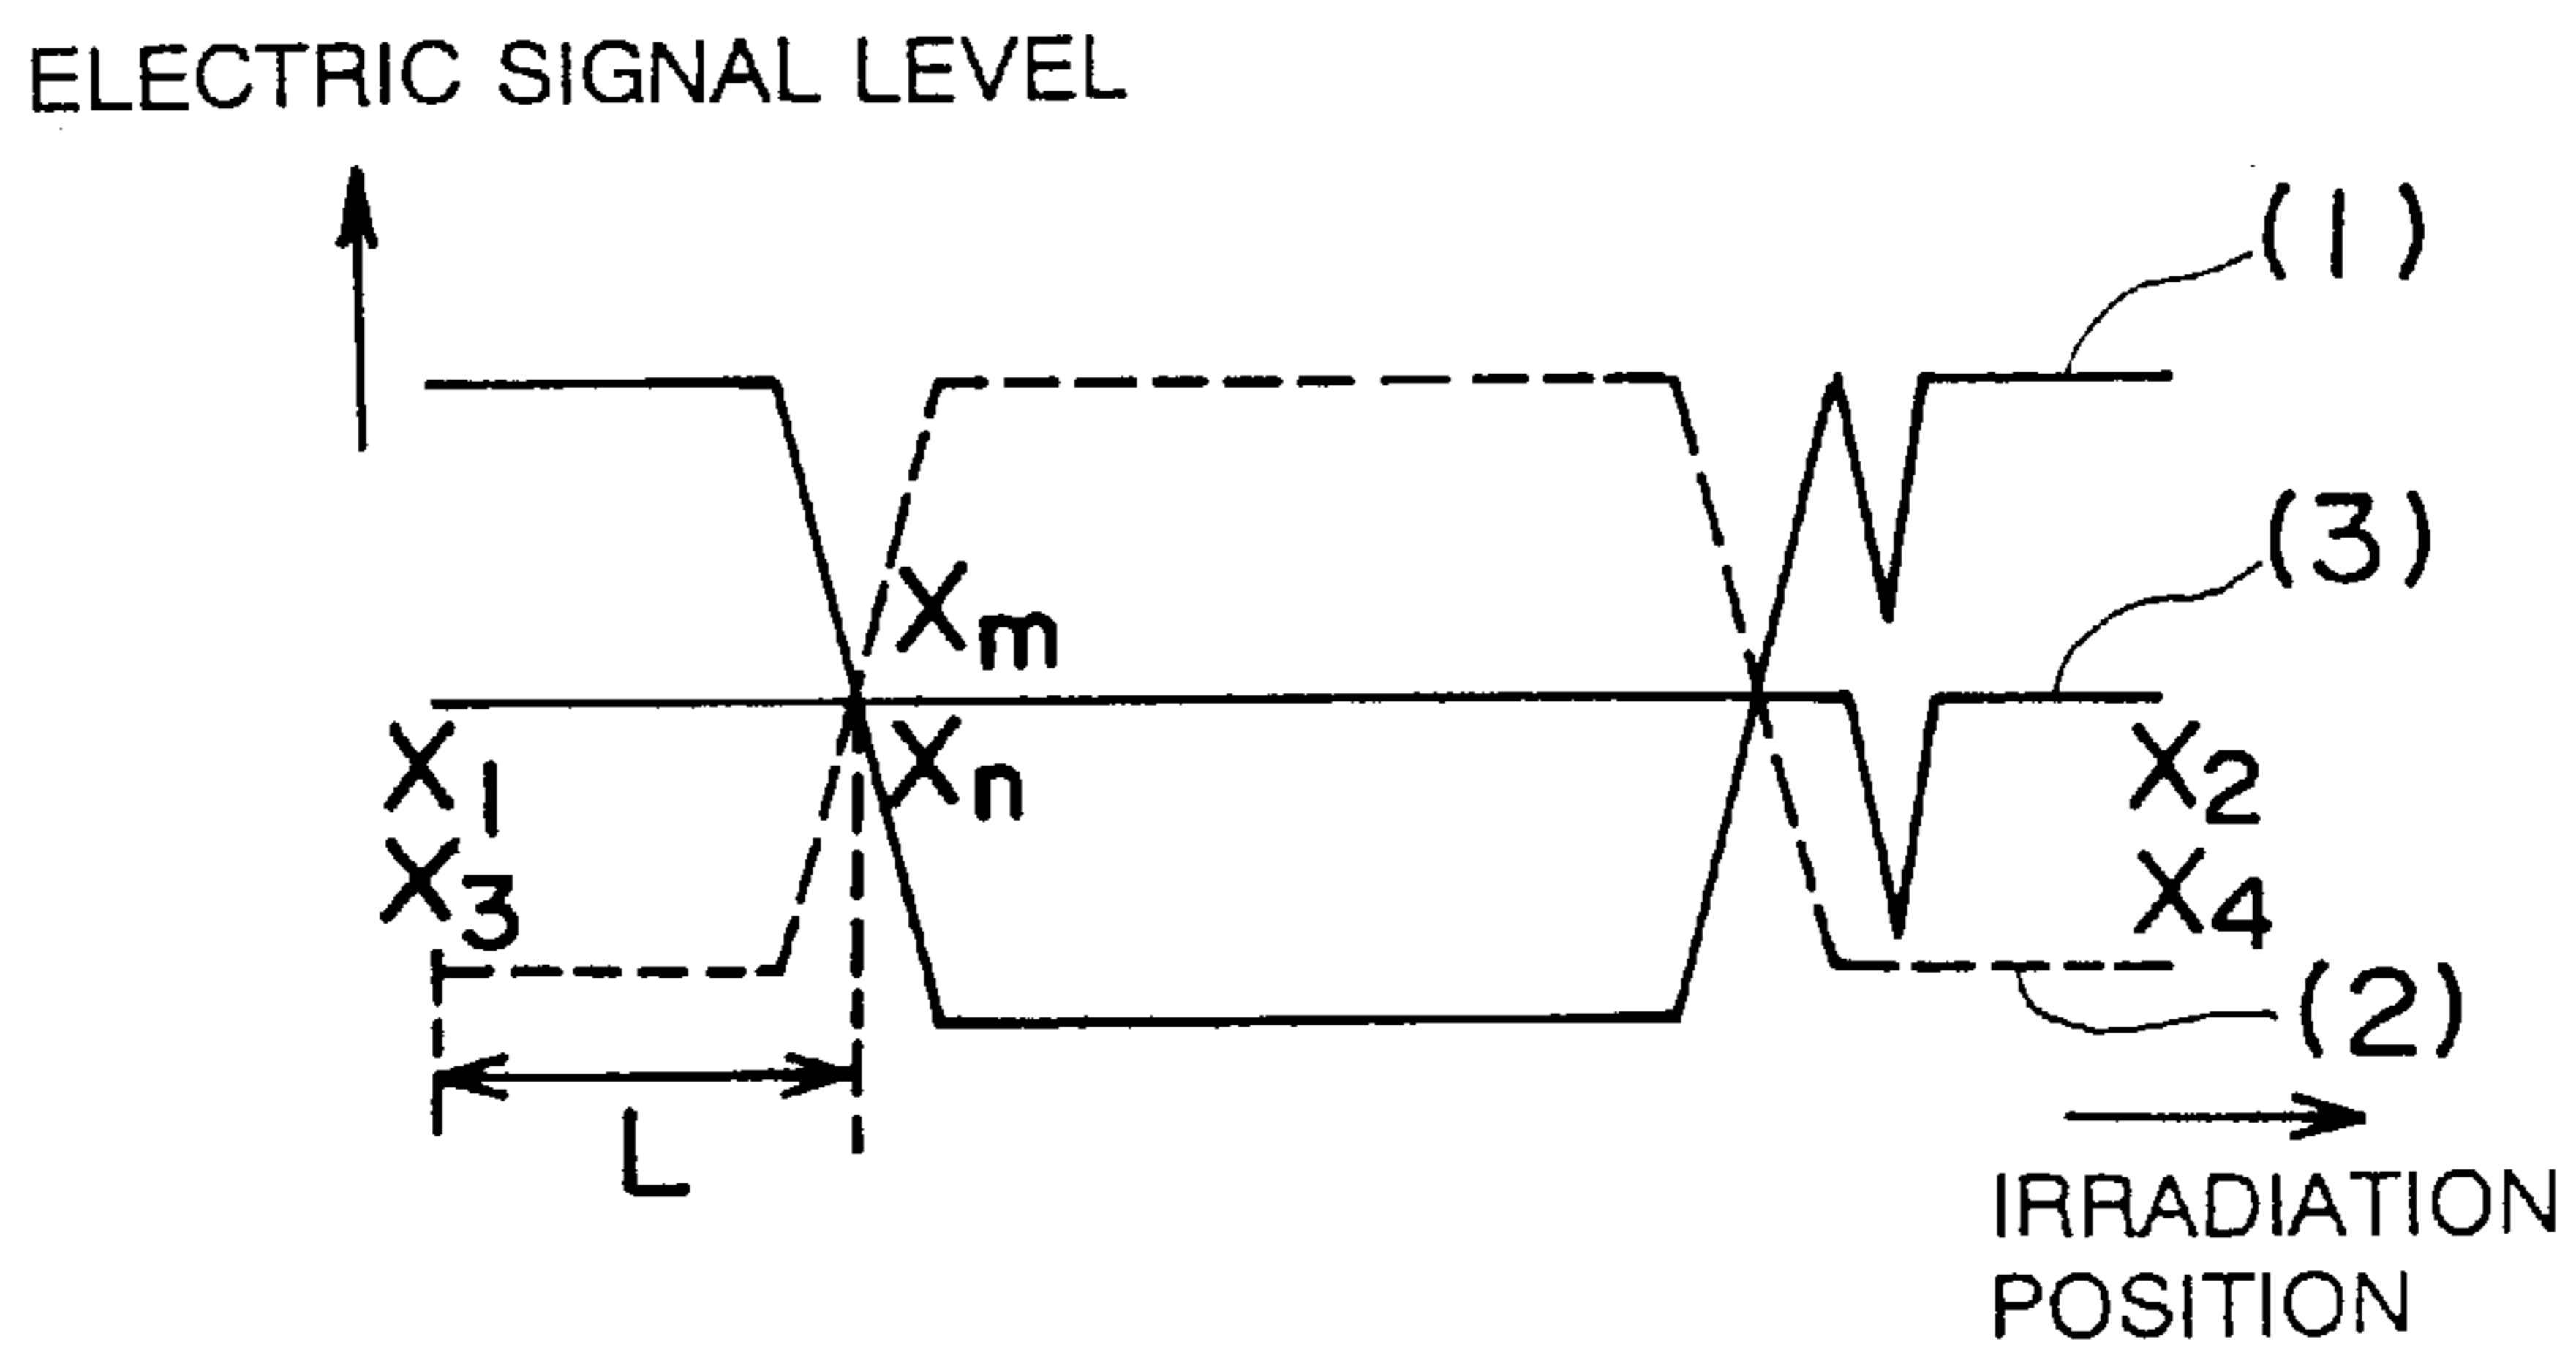 ELECTRIC SIGNAL LEVEL
(1)
(3)
Xm
X1
Xn
X2
X3
X4
(2)
L
IRRADIATION
POSITION